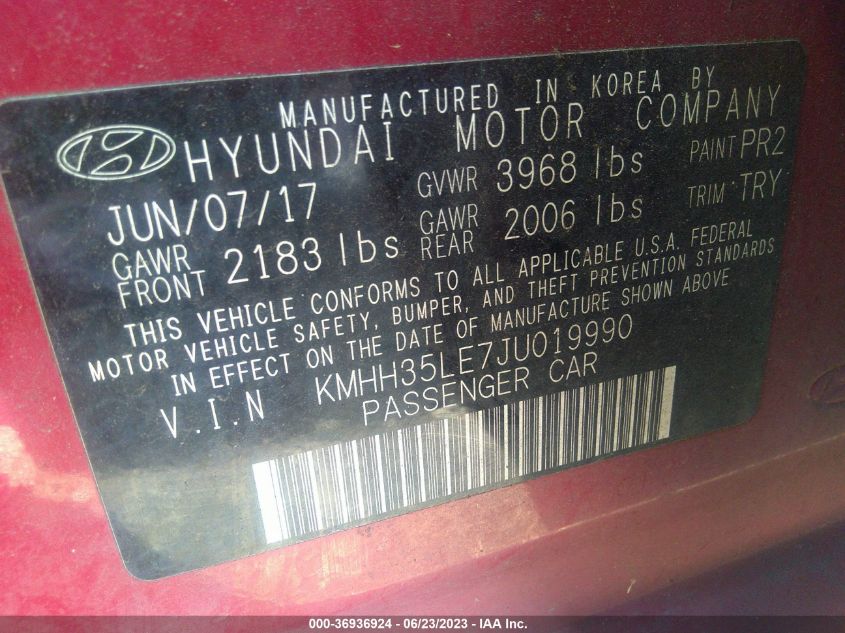 MANUFACTURED IN KOREA BY
HYUNDAI MOTOR COMPANY
JUN/07/17 GVWR 3968 lbs PAINT PR2
GAWR FRONT 2183 lbs GAWR REAR 2006 lbs TRIM TRY
THIS VEHICLE CONFORMS TO ALL APPLICABLE U.S.A. FEDERAL
MOTOR VEHICLE SAFETY, BUMPER, AND THEFT PREVENTION STANDARDS
IN EFFECT ON THE DATE OF MANUFACTURE SHOWN ABOVE
V.I.N KMHH35LE7JU019990
PASSENGER CAR
000-36936924 - 06/23/2023 - IAA Inc.